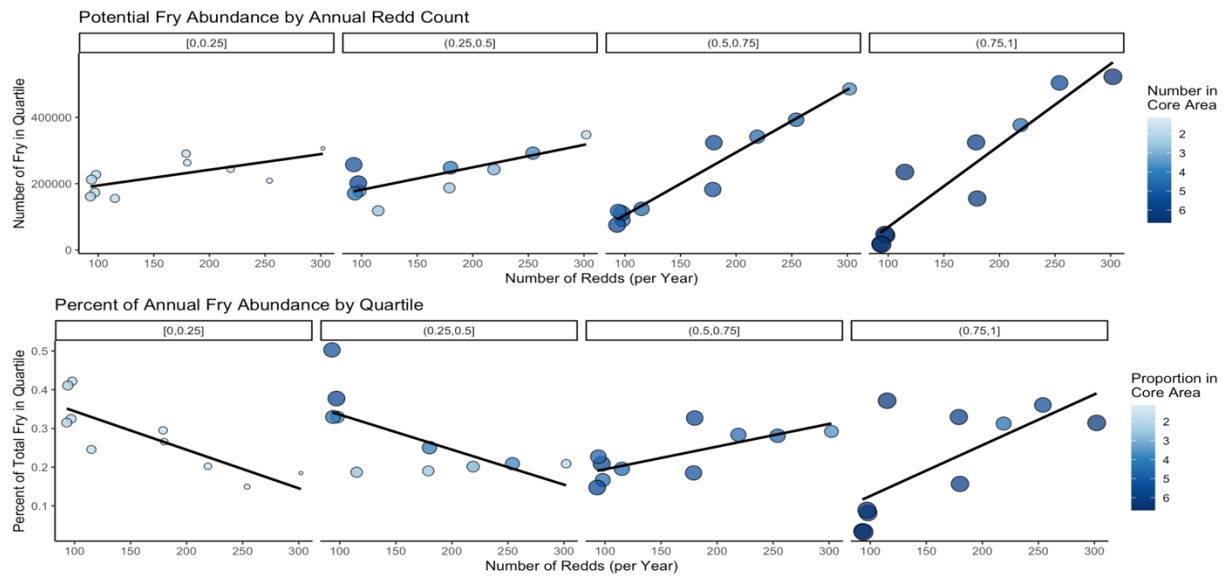 Potential Fry Abundance by Annual Redd Count
[0,0.25] (0.25,0.5] (0.5,0.75] (0.75,1]
Number of Fry in Quartile
400000
200000
0
100 150 200 250 300 100 150 200 250 300 100 150 200 250 300 100 150 200 250 300
Number of Redds (per Year)
Number in
Core Area
2
3
4
5
6
Percent of Annual Fry Abundance by Quartile
[0,0.25] (0.25,0.5] (0.5,0.75] (0.75,1]
Percent of Total Fry in Quartile
0.5
0.4
0.3
0.2
0.1
100 150 200 250 300 100 150 200 250 300 100 150 200 250 300 100 150 200 250 300
Number of Redds (per Year)
Proportion in
Core Area
2
3
4
5
6